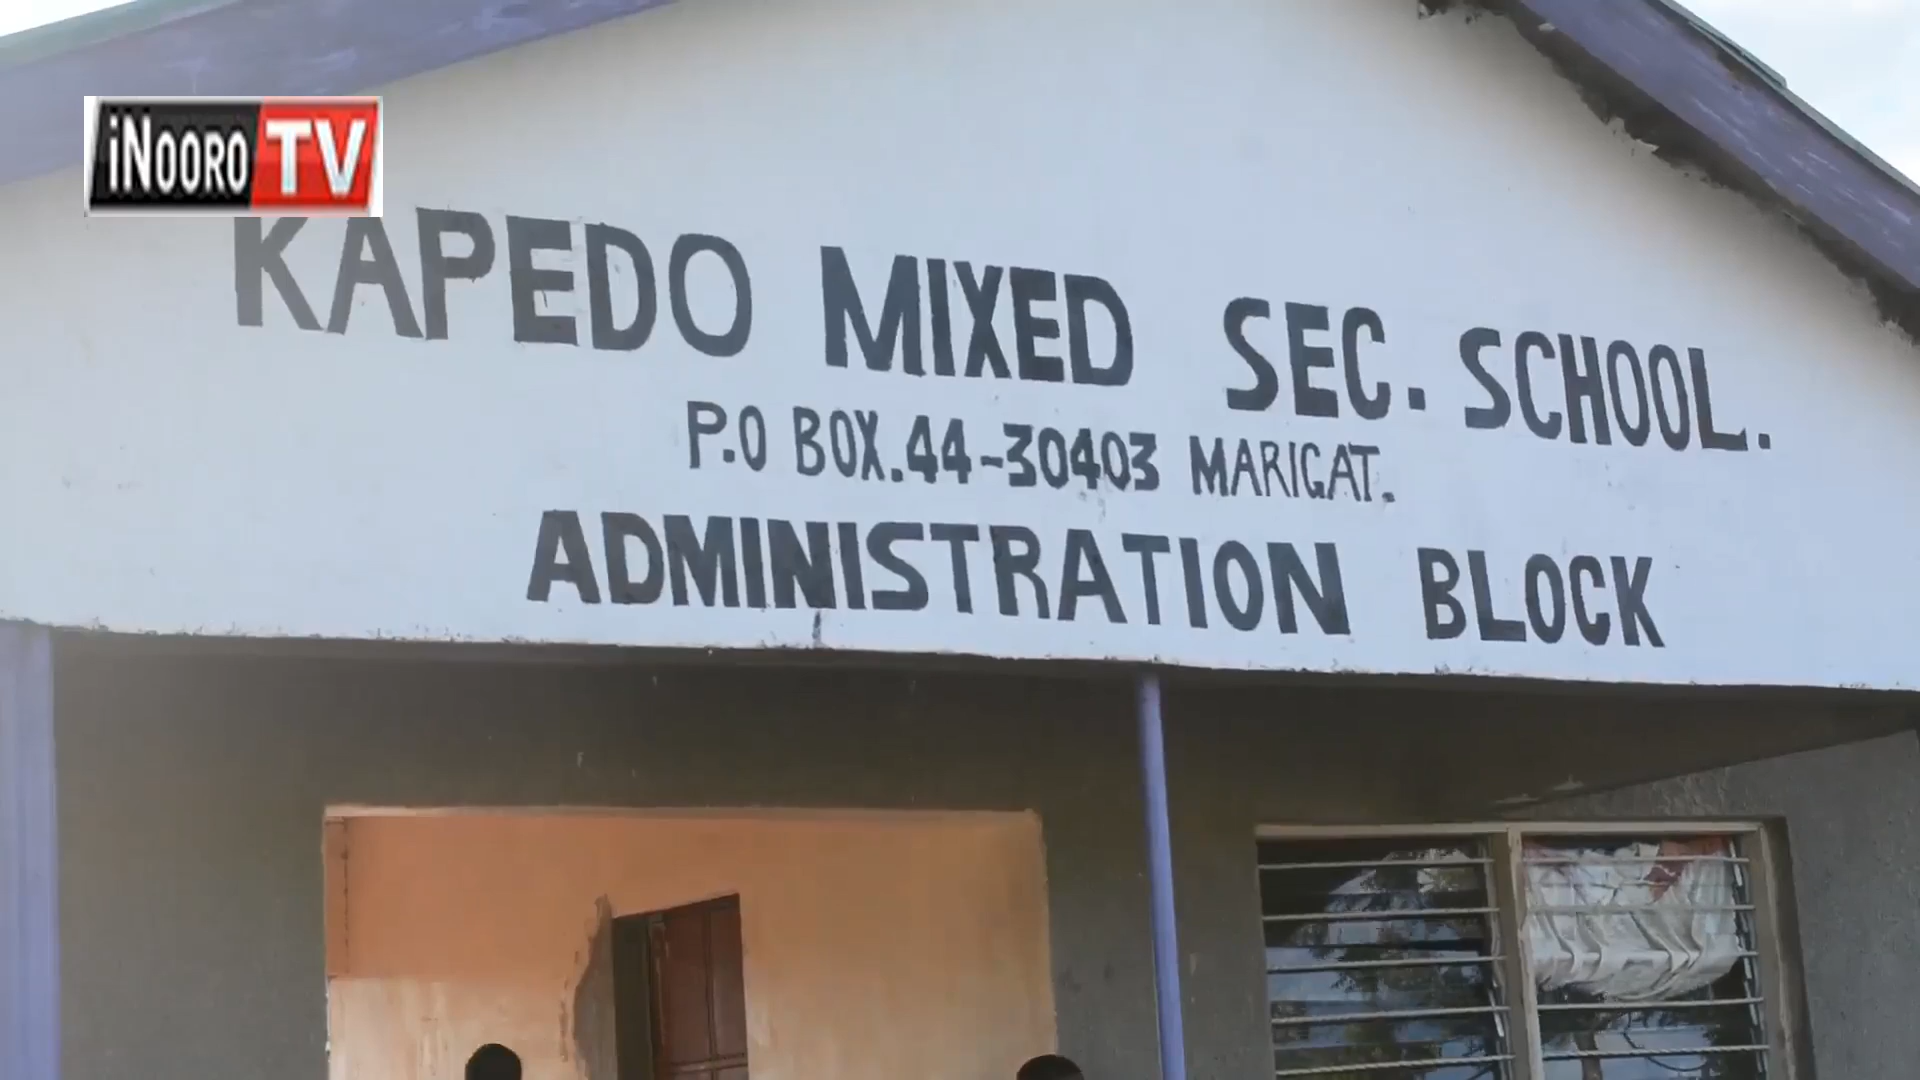 iNOORO TV
KAPEDO MIXED SEC. SCHOOL.
P.O BOX.44-30403 MARIGAT.
ADMINISTRATION BLOCK